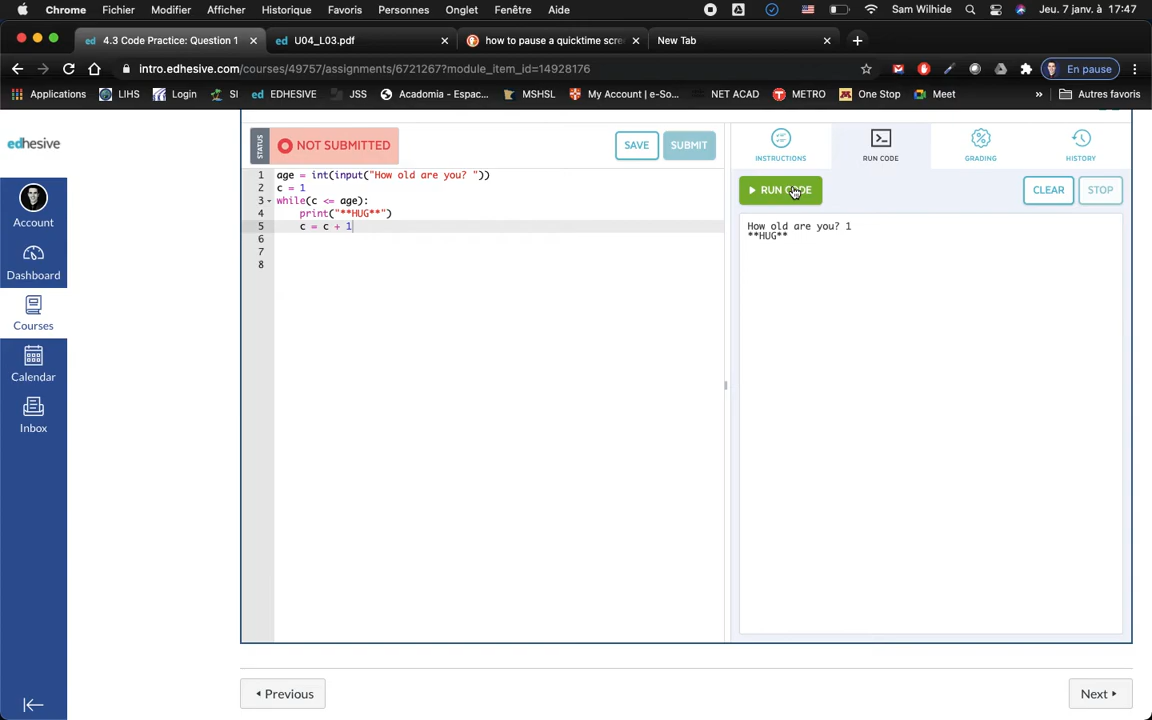 Chrome Fichier Modifier Afficher Historique Favoris Personnes Onglet Fenêtre Aide Sam Wilhide Jeu. 7 janv. à 17:47
ed 4.3 Code Practice: Question 1 ed U04_L03.pdf how to pause a quicktime scre New Tab
intro.edhesive.com/courses/49757/assignments/6721267?module_item_id=14928176 En pause
Applications LIHS Login SI ed EDHESIVE JSS Acadomia - Espac... MSHSL My Account | e-So... NET ACAD METRO One Stop Meet » Autres favoris
edhesive
Account
Dashboard
Courses
Calendar
Inbox
STATUS NOT SUBMITTED SAVE SUBMIT
1 age = int(input("How old are you? "))
2 c = 1
3 while(c <= age):
4 print("**HUG**")
5 c = c + 1
6
7
8
INSTRUCTIONS RUN CODE GRADING HISTORY
RUN CODE CLEAR STOP
How old are you? 1
**HUG**
Previous Next